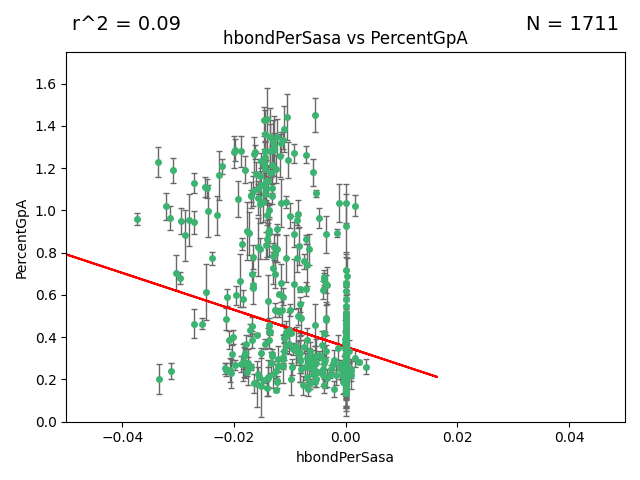 r^2 = 0.09
N = 1711
hbondPerSasa vs PercentGpA
PercentGpA
1.6
1.4
1.2
1.0
0.8
0.6
0.4
0.2
0.0
−0.04
−0.02
0.00
0.02
0.04
hbondPerSasa